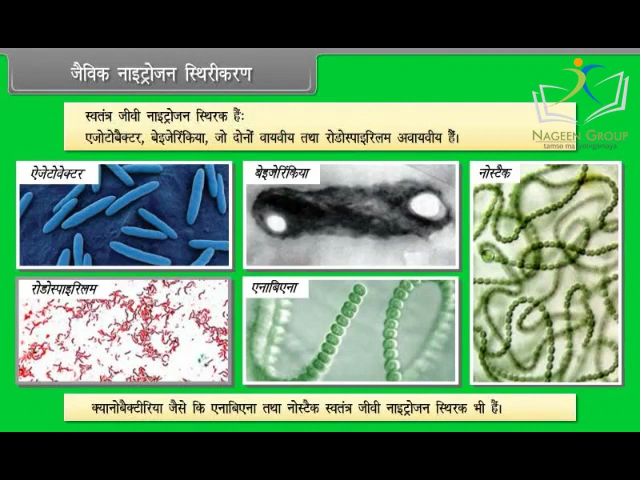 जैविक नाइट्रोजन स्थिरीकरण
NAGEEN GROUP
स्वतंत्र जीवी नाइट्रोजन स्थिरक हैंः
एजोटोबैक्टर, बेइजेरिंकिया, जो दोनों वायवीय तथा रोडोस्पाइरिलम अवायवीय हैं।
ऐजेटोवेक्टर
बेइजेरिंकिया
नोस्टैक
रोडोस्पाइरिलम
एनाबिएना
क्यानोबैक्टीरिया जैसे कि एनाबिएना तथा नोस्टैक स्वतंत्र जीवी नाइट्रोजन स्थिरक भी हैं।